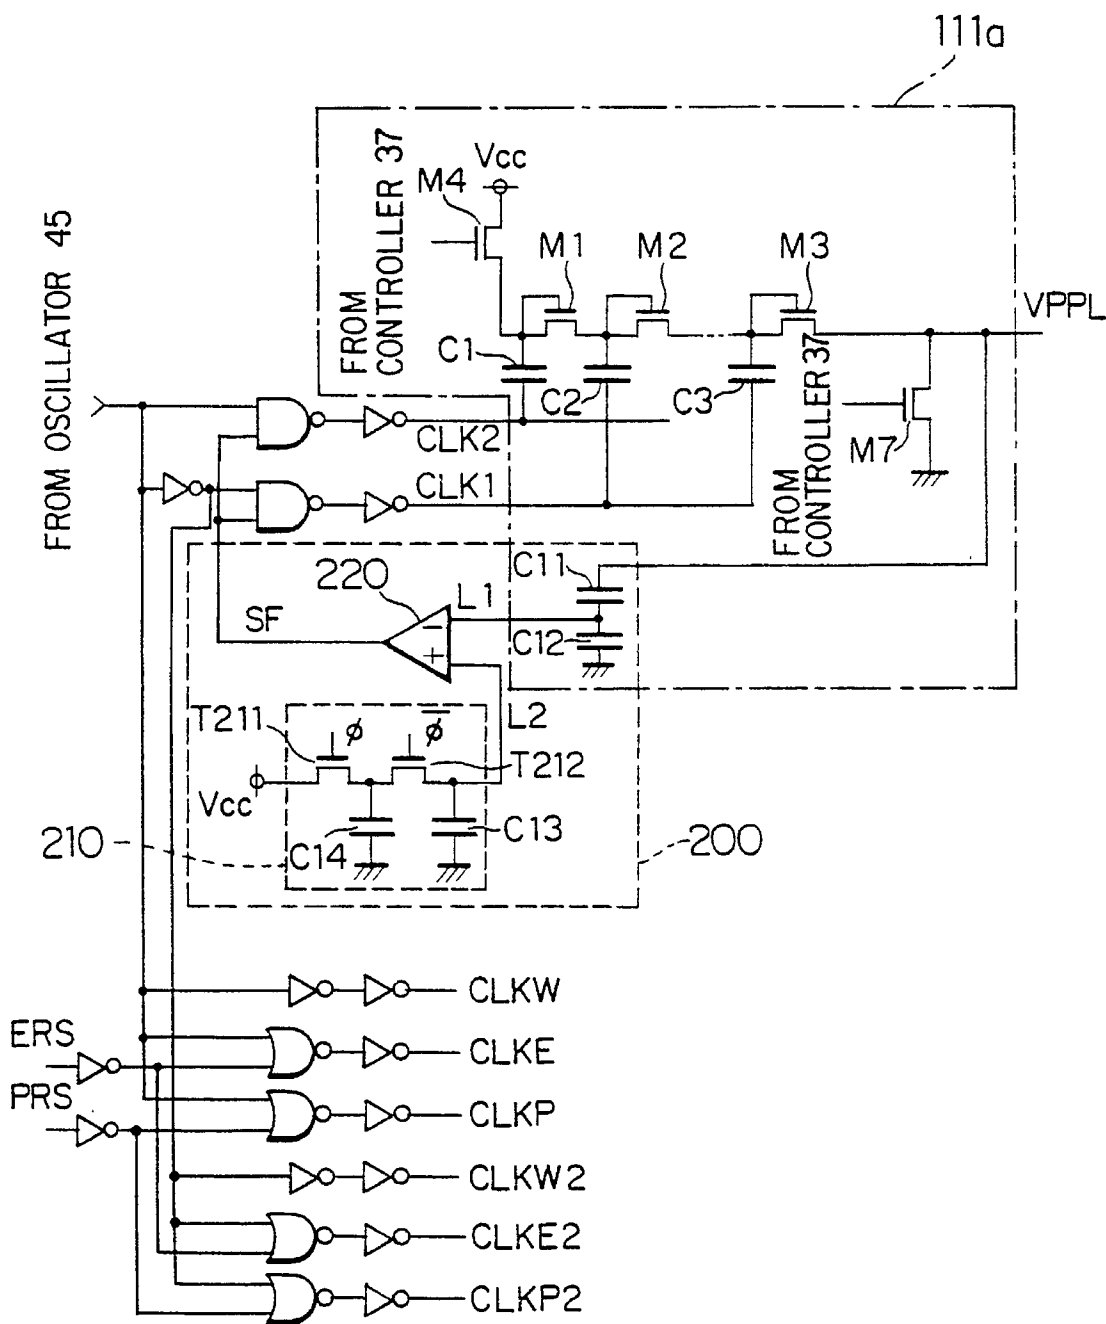 111a
FROM
CONTROLLER 37
M4
Vcc
M1
M2
M3
VPPL
FROM OSCILLATOR 45
C1
C2
C3
FROM
CONTROLLER 37
M7
CLK2
CLK1
220
L1
C11
SF
C12
−
+
L2
T211
ϕ
ϕ̅
T212
Vcc
C14
C13
210
200
CLKW
ERS
CLKE
PRS
CLKP
CLKW2
CLKE2
CLKP2